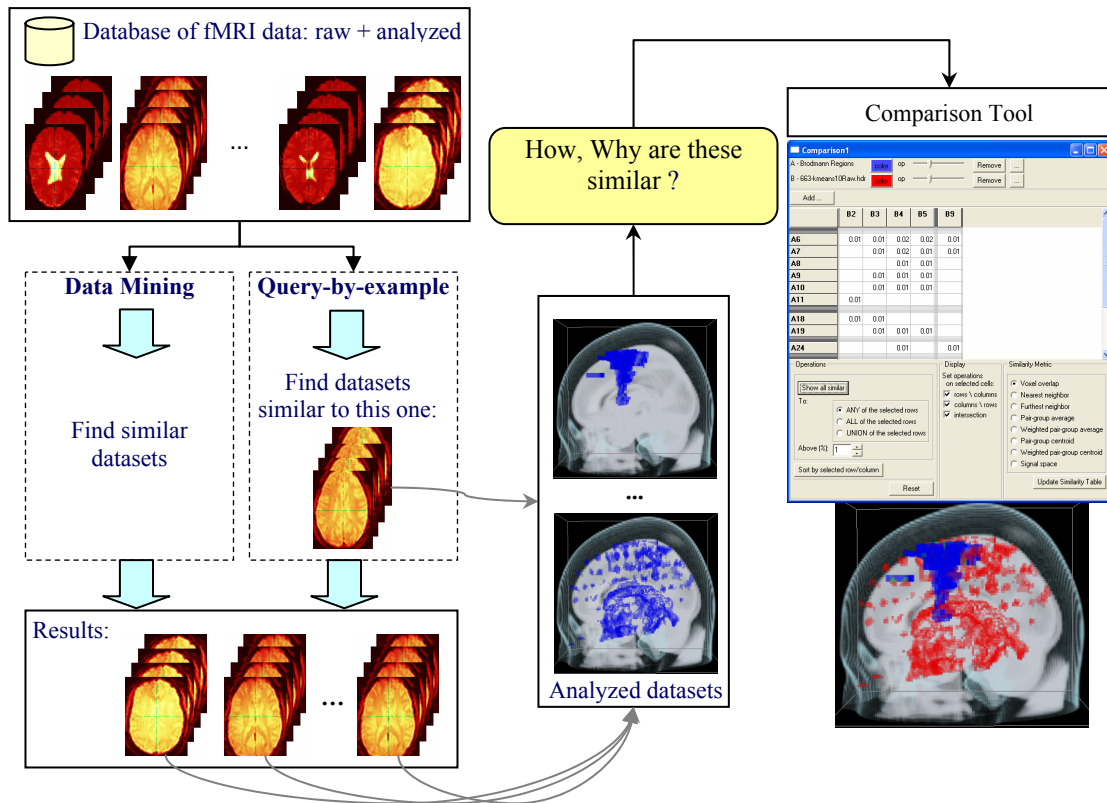 Database of fMRI data: raw + analyzed
...
Data Mining
Find similar
datasets
Query-by-example
Find datasets
similar to this one:
Results:
...
How, Why are these
similar ?
...
Analyzed datasets
Comparison Tool
Comparison1
A - Brodmann Regions color op Remove ...
B - 663-kmeans10Raw.hdr color op Remove ...
Add ...
B2 B3 B4 B5 B9
A6 0.01 0.01 0.02 0.02 0.01
A7 0.01 0.02 0.01 0.01
A8 0.01 0.01
A9 0.01 0.01 0.01
A10 0.01 0.01 0.01
A11 0.01
A18 0.01 0.01
A19 0.01 0.01 0.01
A24 0.01 0.01
Operations
Show all similar
To:
ANY of the selected rows
ALL of the selected rows
UNION of the selected rows
Above (%): 1
Sort by selected row/column
Reset
Display
Set operations
on selected cells:
rows \ columns
columns \ rows
intersection
Similarity Metric
Voxel overlap
Nearest neighbor
Furthest neighbor
Pair-group average
Weighted pair-group average
Pair-group centroid
Weighted pair-group centroid
Signal space
Update Similarity Table